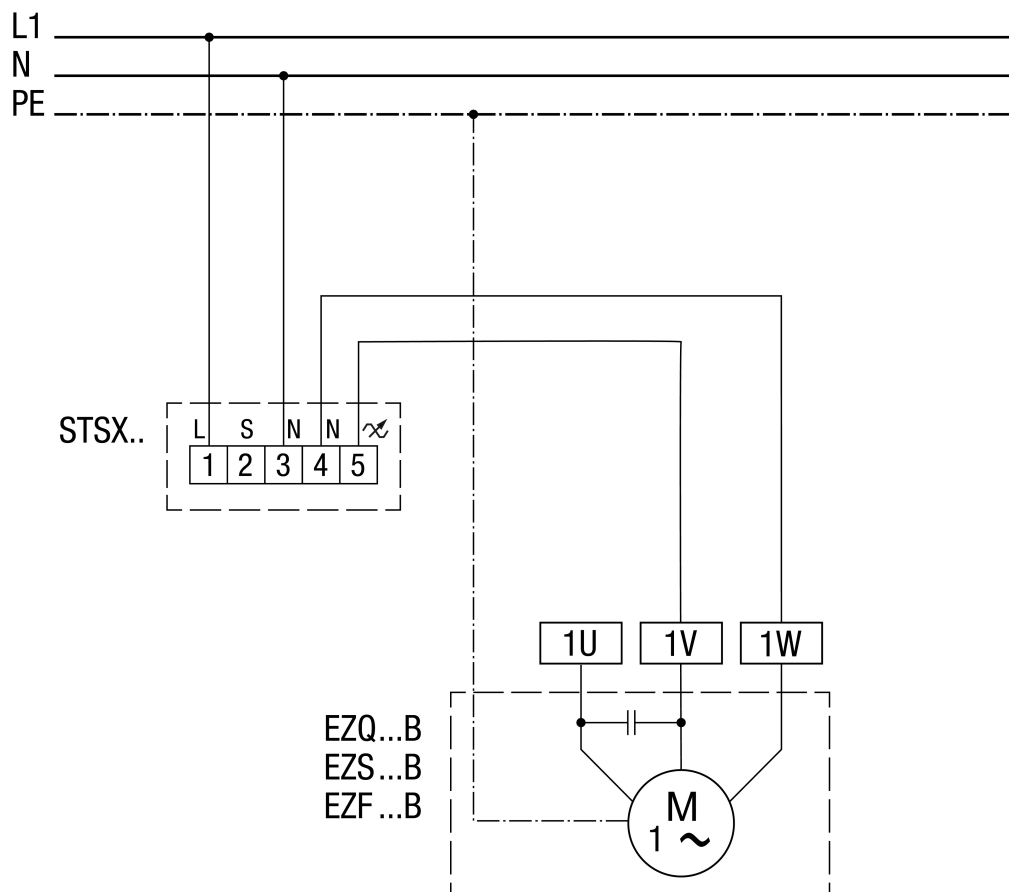 L1
N
PE
STSX..
L S N N
1 2 3 4 5
1U 1V 1W
EZQ...B
EZS...B
EZF...B
M
1 ~